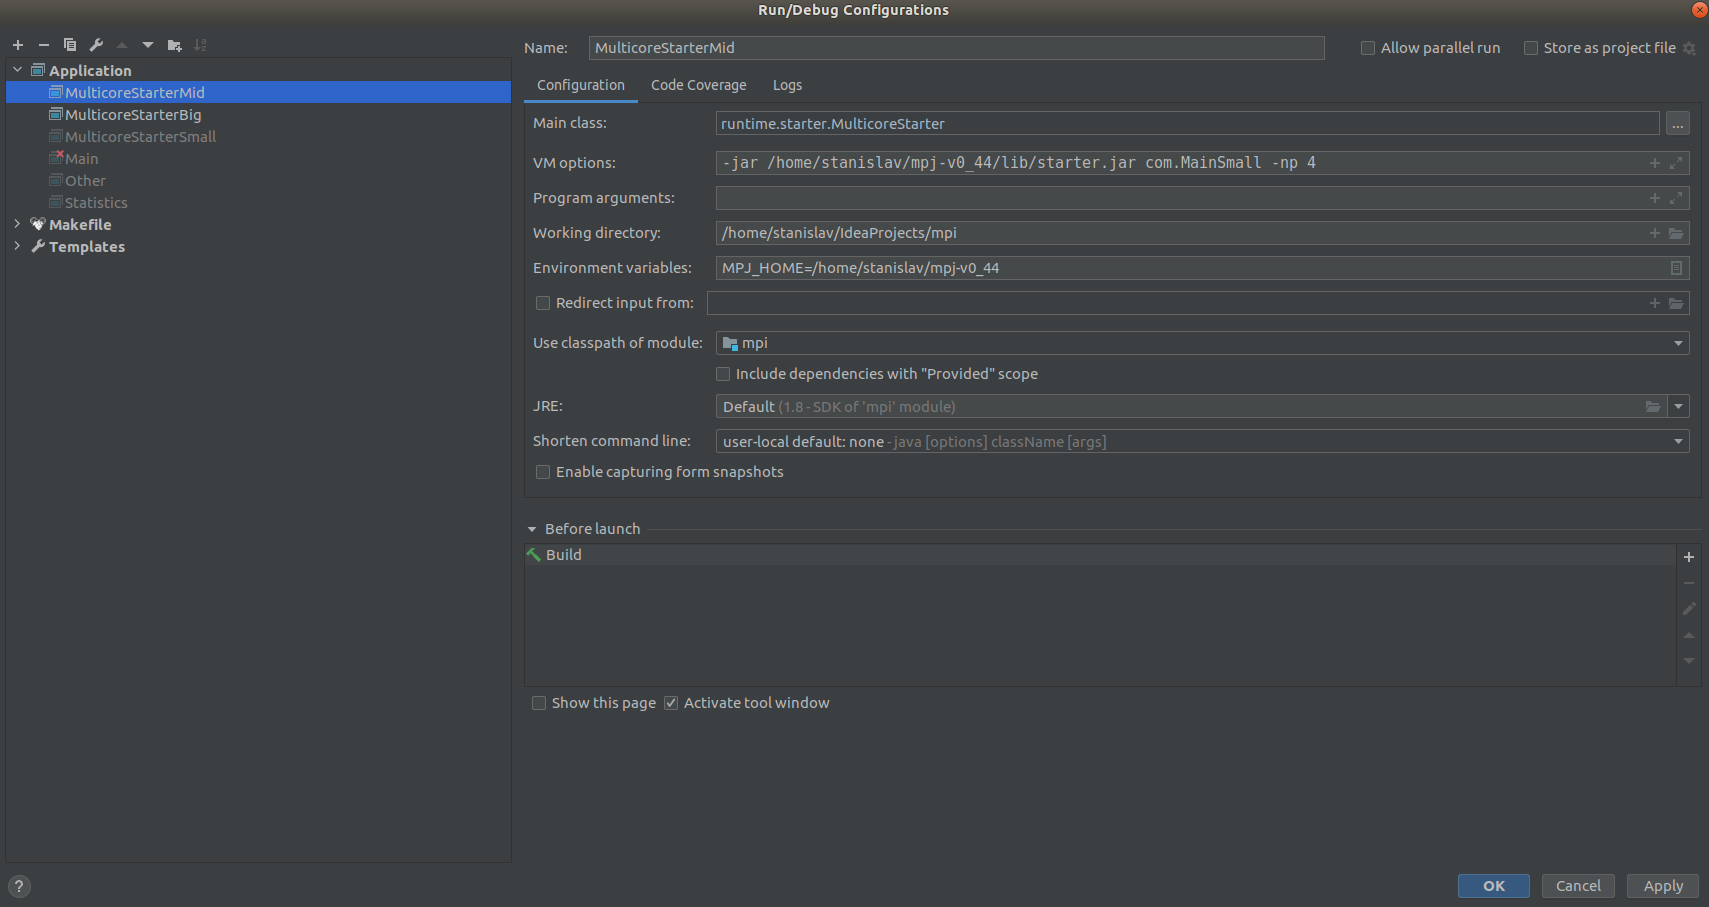 Run/Debug Configurations
Application
MulticoreStarterMid
MulticoreStarterBig
MulticoreStarterSmall
Main
Other
Statistics
Makefile
Templates
Name: MulticoreStarterMid Allow parallel run Store as project file
Configuration Code Coverage Logs
Main class: runtime.starter.MulticoreStarter ...
VM options: -jar /home/stanislav/mpj-v0_44/lib/starter.jar com.MainSmall -np 4
Program arguments:
Working directory: /home/stanislav/IdeaProjects/mpi
Environment variables: MPJ_HOME=/home/stanislav/mpj-v0_44
Redirect input from:
Use classpath of module: mpi
Include dependencies with "Provided" scope
JRE: Default (1.8 - SDK of 'mpi' module)
Shorten command line: user-local default: none - java [options] className [args]
Enable capturing form snapshots
Before launch
Build
Show this page Activate tool window
? OK Cancel Apply